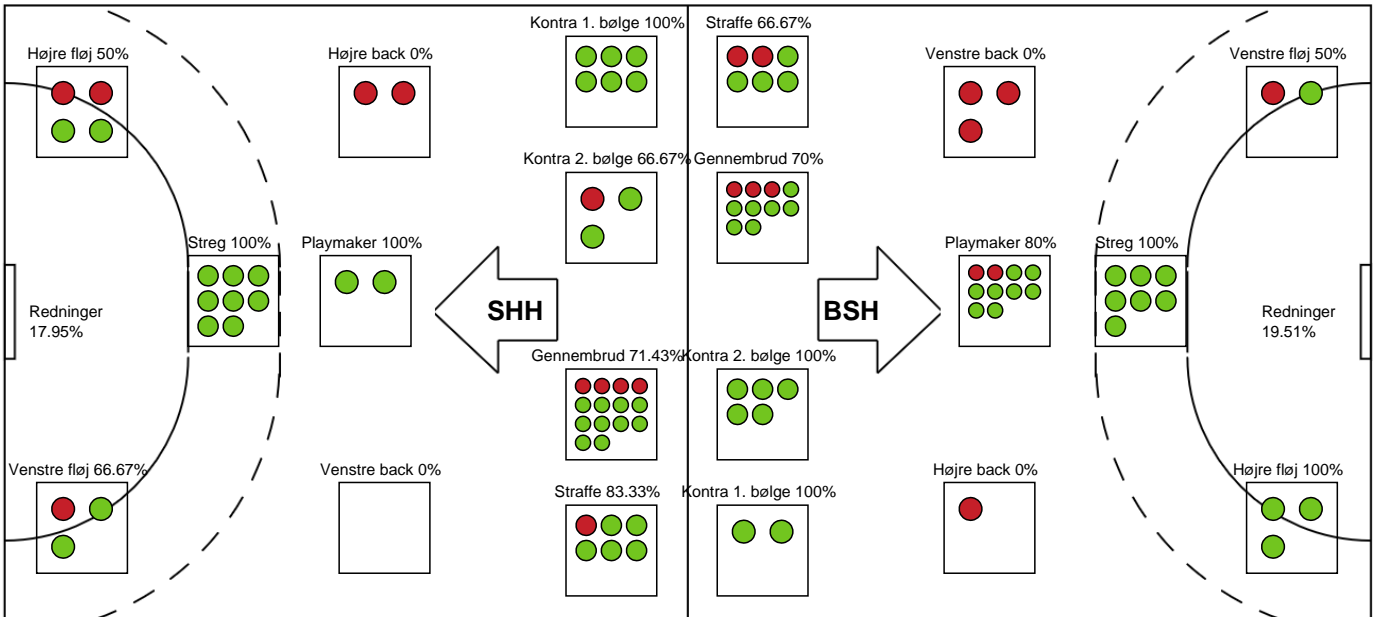 Kontra 1. bølge 100%
Straffe 66.67%
Højre fløj 50%
Højre back 0%
Venstre back 0%
Venstre fløj 50%
Kontra 2. bølge 66.67%
Gennembrud 70%
Streg 100%
Playmaker 100%
Playmaker 80%
Streg 100%
Redninger
17.95%
SHH
BSH
Redninger
19.51%
Gennembrud 71.43%
Kontra 2. bølge 100%
Venstre fløj 66.67%
Venstre back 0%
Højre back 0%
Højre fløj 100%
Straffe 83.33%
Kontra 1. bølge 100%